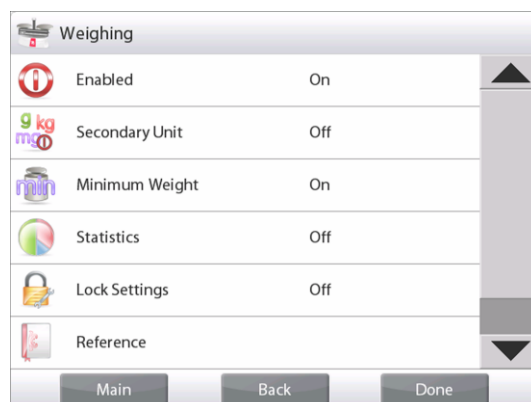 Weighing
Enabled On
g kg
mg
Secondary Unit Off
min
Minimum Weight On
Statistics Off
Lock Settings Off
Reference
Main Back Done